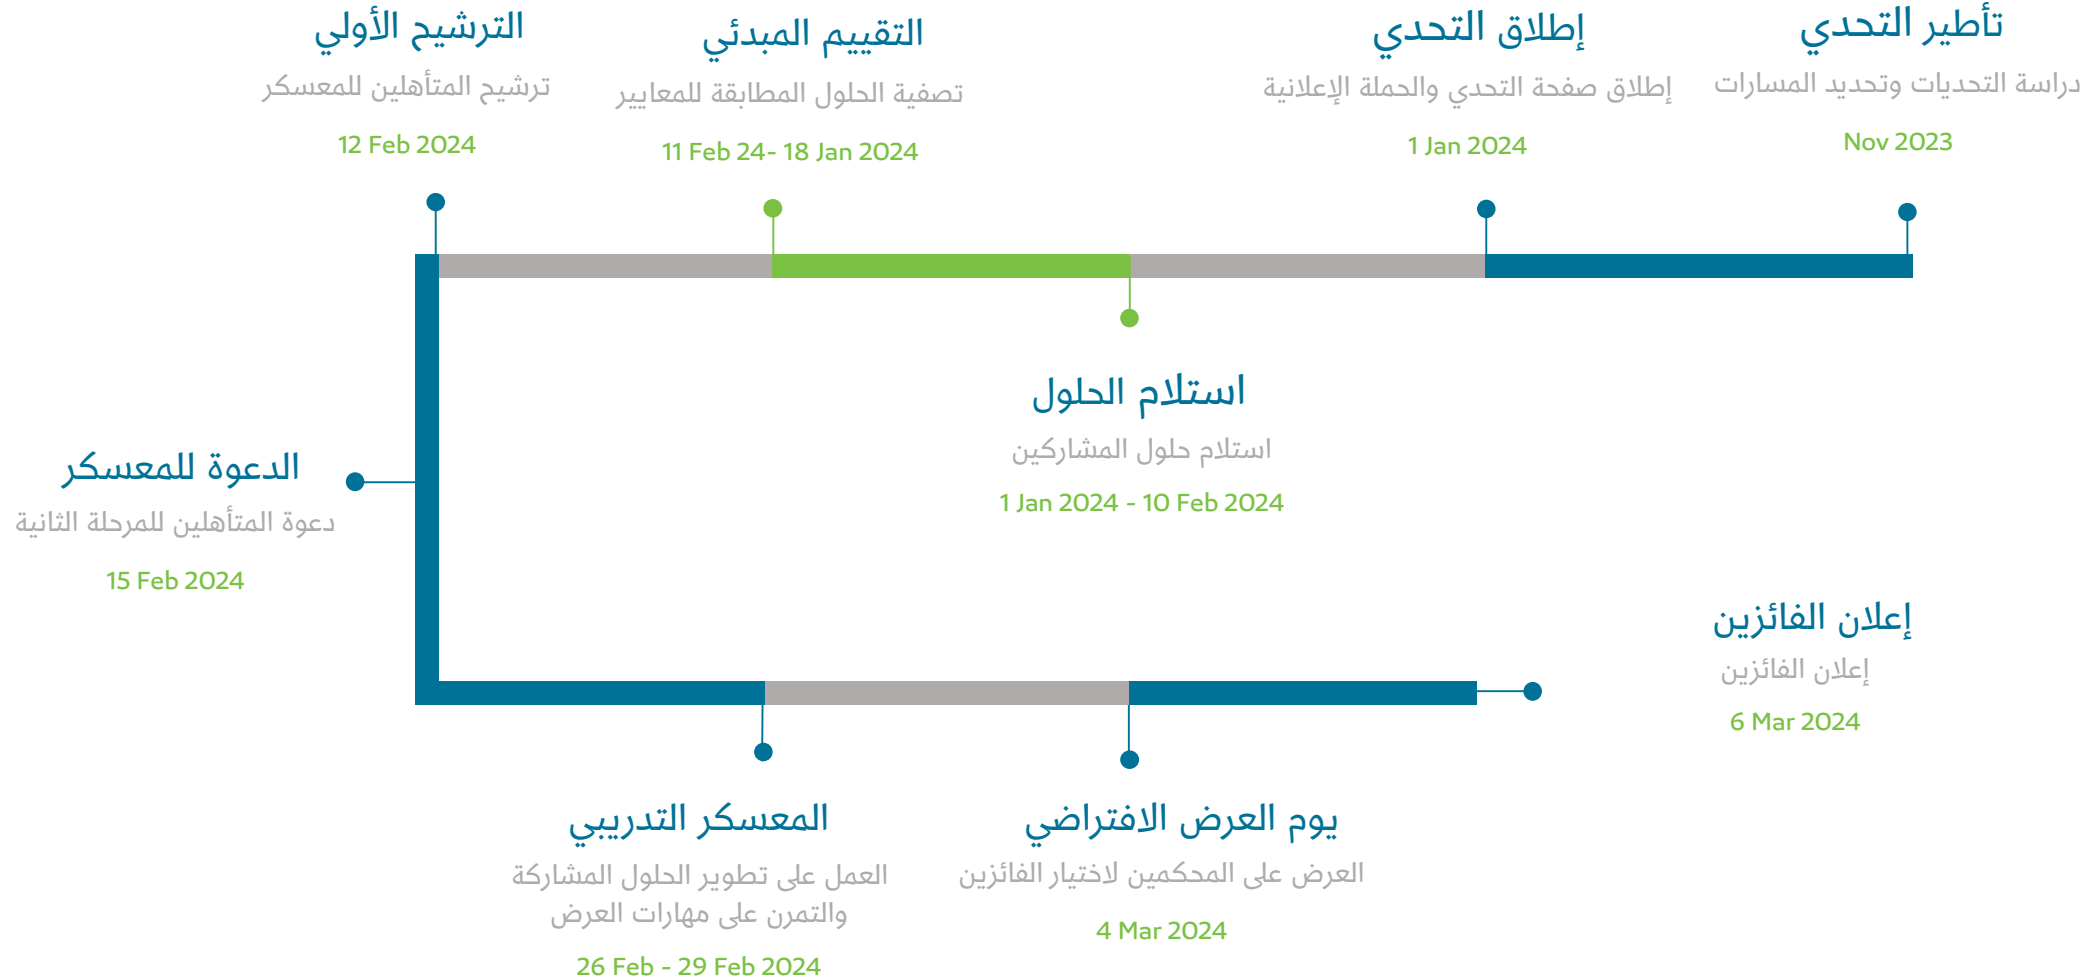 تأطير التحدي
دراسة التحديات وتحديد المسارات
Nov 2023
إطلاق التحدي
إطلاق صفحة التحدي والحملة الإعلانية
1 Jan 2024
استلام الحلول
استلام حلول المشاركين
1 Jan 2024 - 10 Feb 2024
التقييم المبدئي
تصفية الحلول المطابقة للمعايير
11 Feb 24- 18 Jan 2024
الترشيح الأولي
ترشيح المتأهلين للمعسكر
12 Feb 2024
الدعوة للمعسكر
دعوة المتأهلين للمرحلة الثانية
15 Feb 2024
المعسكر التدريبي
العمل على تطوير الحلول المشاركة
والتمرن على مهارات العرض
26 Feb - 29 Feb 2024
يوم العرض الافتراضي
العرض على المحكمين لاختيار الفائزين
4 Mar 2024
إعلان الفائزين
إعلان الفائزين
6 Mar 2024